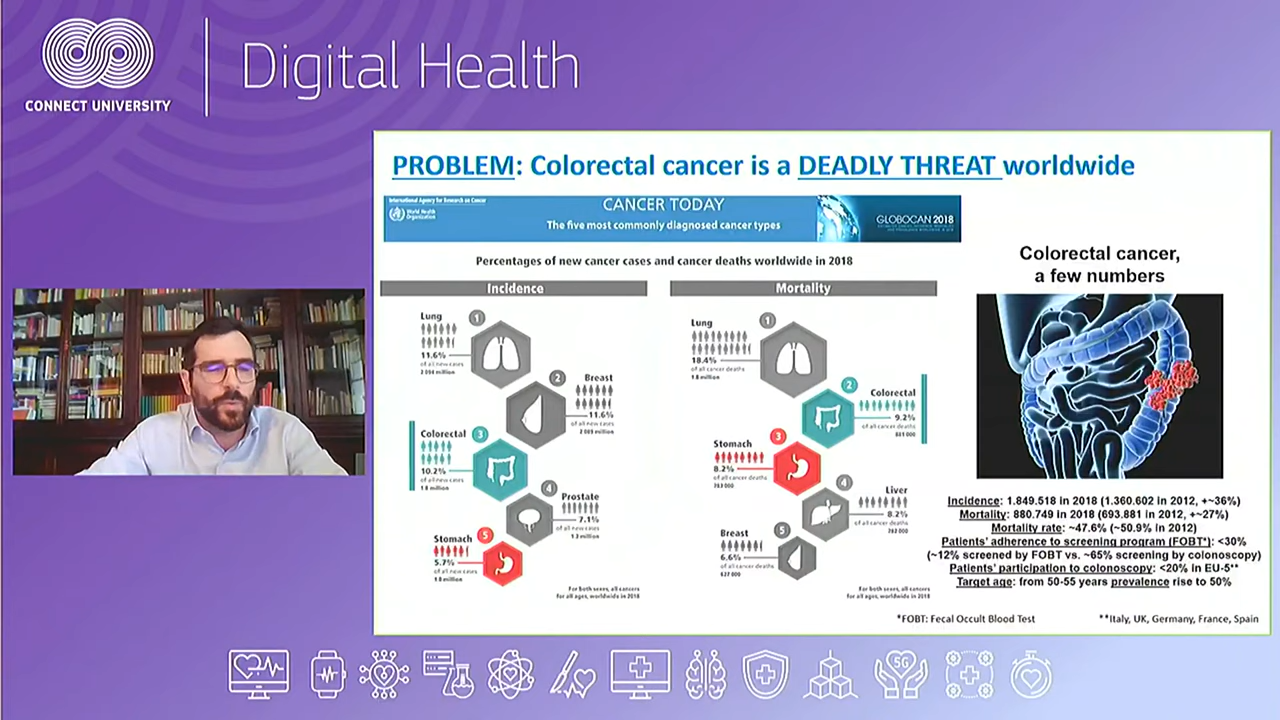 CONNECT UNIVERSITY
Digital Health
PROBLEM: Colorectal cancer is a DEADLY THREAT worldwide
International Agency for Research on Cancer
World Health
Organization
CANCER TODAY
The five most commonly diagnosed cancer types
GLOBOCAN 2018
Percentages of new cancer cases and cancer deaths worldwide in 2018
Incidence
Lung
1
11.6%
of all new cases
2 094 million
2
Breast
11.6%
of all new cases
2 089 million
Colorectal
3
10.2%
of all new cases
1.8 million
4
Prostate
7.1%
of all new cases
1.3 million
Stomach
5
5.7%
of all new cases
For both sexes, all cancers
for all ages, worldwide in 2018
Mortality
Lung
1
18.4%
of all cancer deaths
1.8 million
2
Colorectal
9.2%
of all cancer deaths
881 000
Stomach
3
8.2%
of all cancer deaths
783 000
4
Liver
8.2%
of all cancer deaths
782 000
Breast
5
6.6%
of all cancer deaths
627 000
For both sexes, all cancers
for all ages, worldwide in 2018
Colorectal cancer,
a few numbers
Incidence: 1.849.518 in 2018 (1.360.602 in 2012, +~36%)
Mortality: 880.749 in 2018 (693.881 in 2012, +~27%)
Mortality rate: ~47.6% (~50.9% in 2012)
Patients' adherence to screening program (FOBT*): <30%
(~12% screened by FOBT vs. ~65% screening by colonoscopy)
Patients' participation to colonoscopy: <20% in EU-5**
Target age: from 50-55 years prevalence rise to 50%
*FOBT: Fecal Occult Blood Test
**Italy, UK, Germany, France, Spain
5G